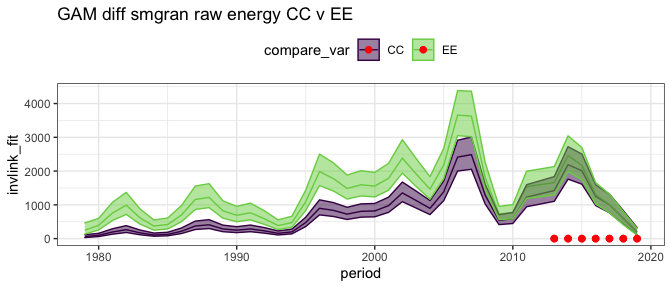 GAM diff smgran raw energy CC v EE
compare_var CC EE
invlink_fit
4000
3000
2000
1000
0
1980 1990 2000 2010 2020
period